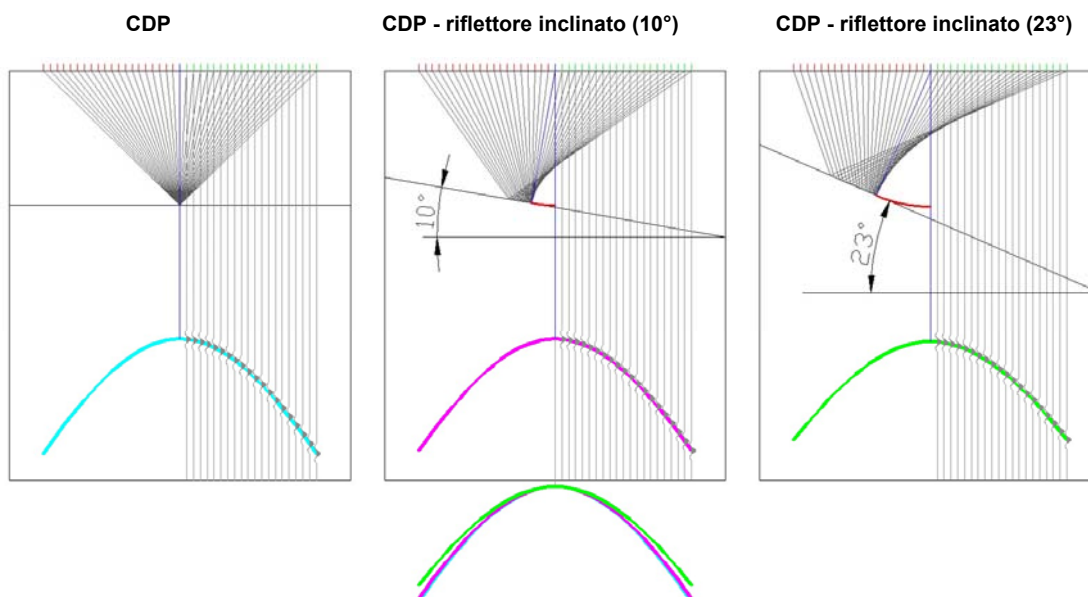 CDP
CDP - riflettore inclinato (10°)
CDP - riflettore inclinato (23°)
10°
23°